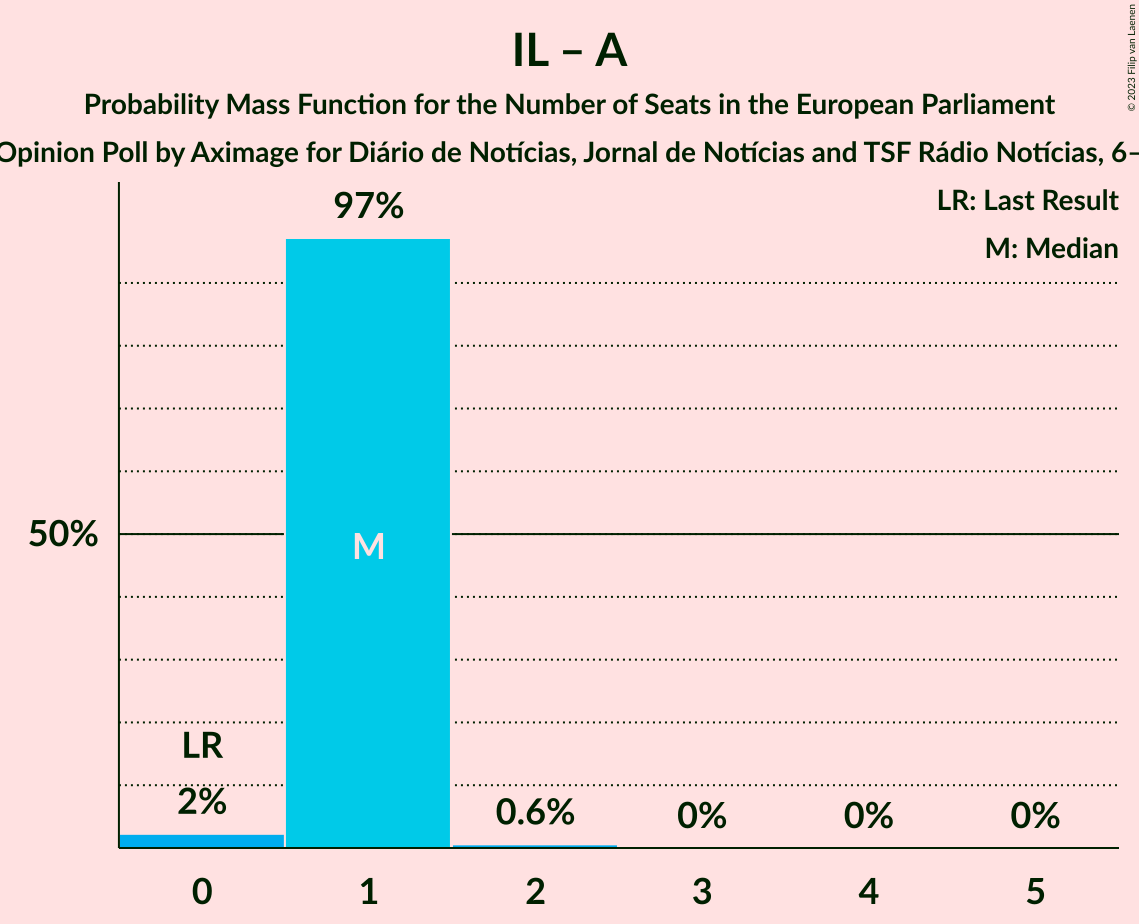 IL – A
Probability Mass Function for the Number of Seats in the European Parliament
Opinion Poll by Aximage for Diário de Notícias, Jornal de Notícias and TSF Rádio Notícias, 6–
© 2023 Filip van Laenen
LR: Last Result
M: Median
97%
50%
M
LR
2%
0.6%
0%
0%
0%
0 1 2 3 4 5